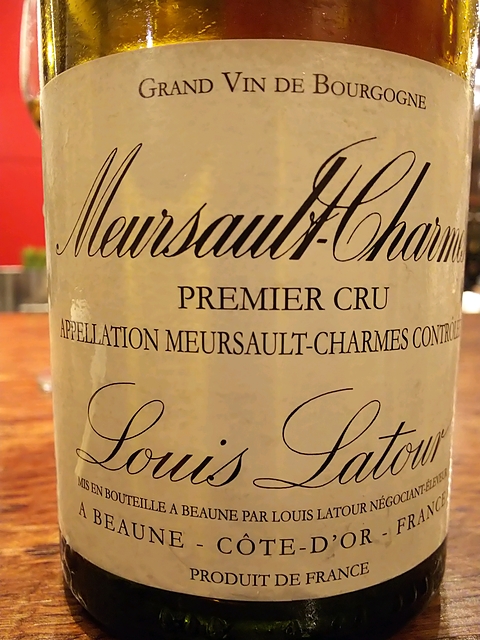 GRAND VIN DE BOURGOGNE
Meursault-Charmes
PREMIER CRU
APPELLATION MEURSAULT-CHARMES CONTRÔLÉE
Louis Latour
MIS EN BOUTEILLE A BEAUNE PAR LOUIS LATOUR NÉGOCIANT-ÉLEVEUR
A BEAUNE - CÔTE-D'OR - FRANCE
PRODUIT DE FRANCE